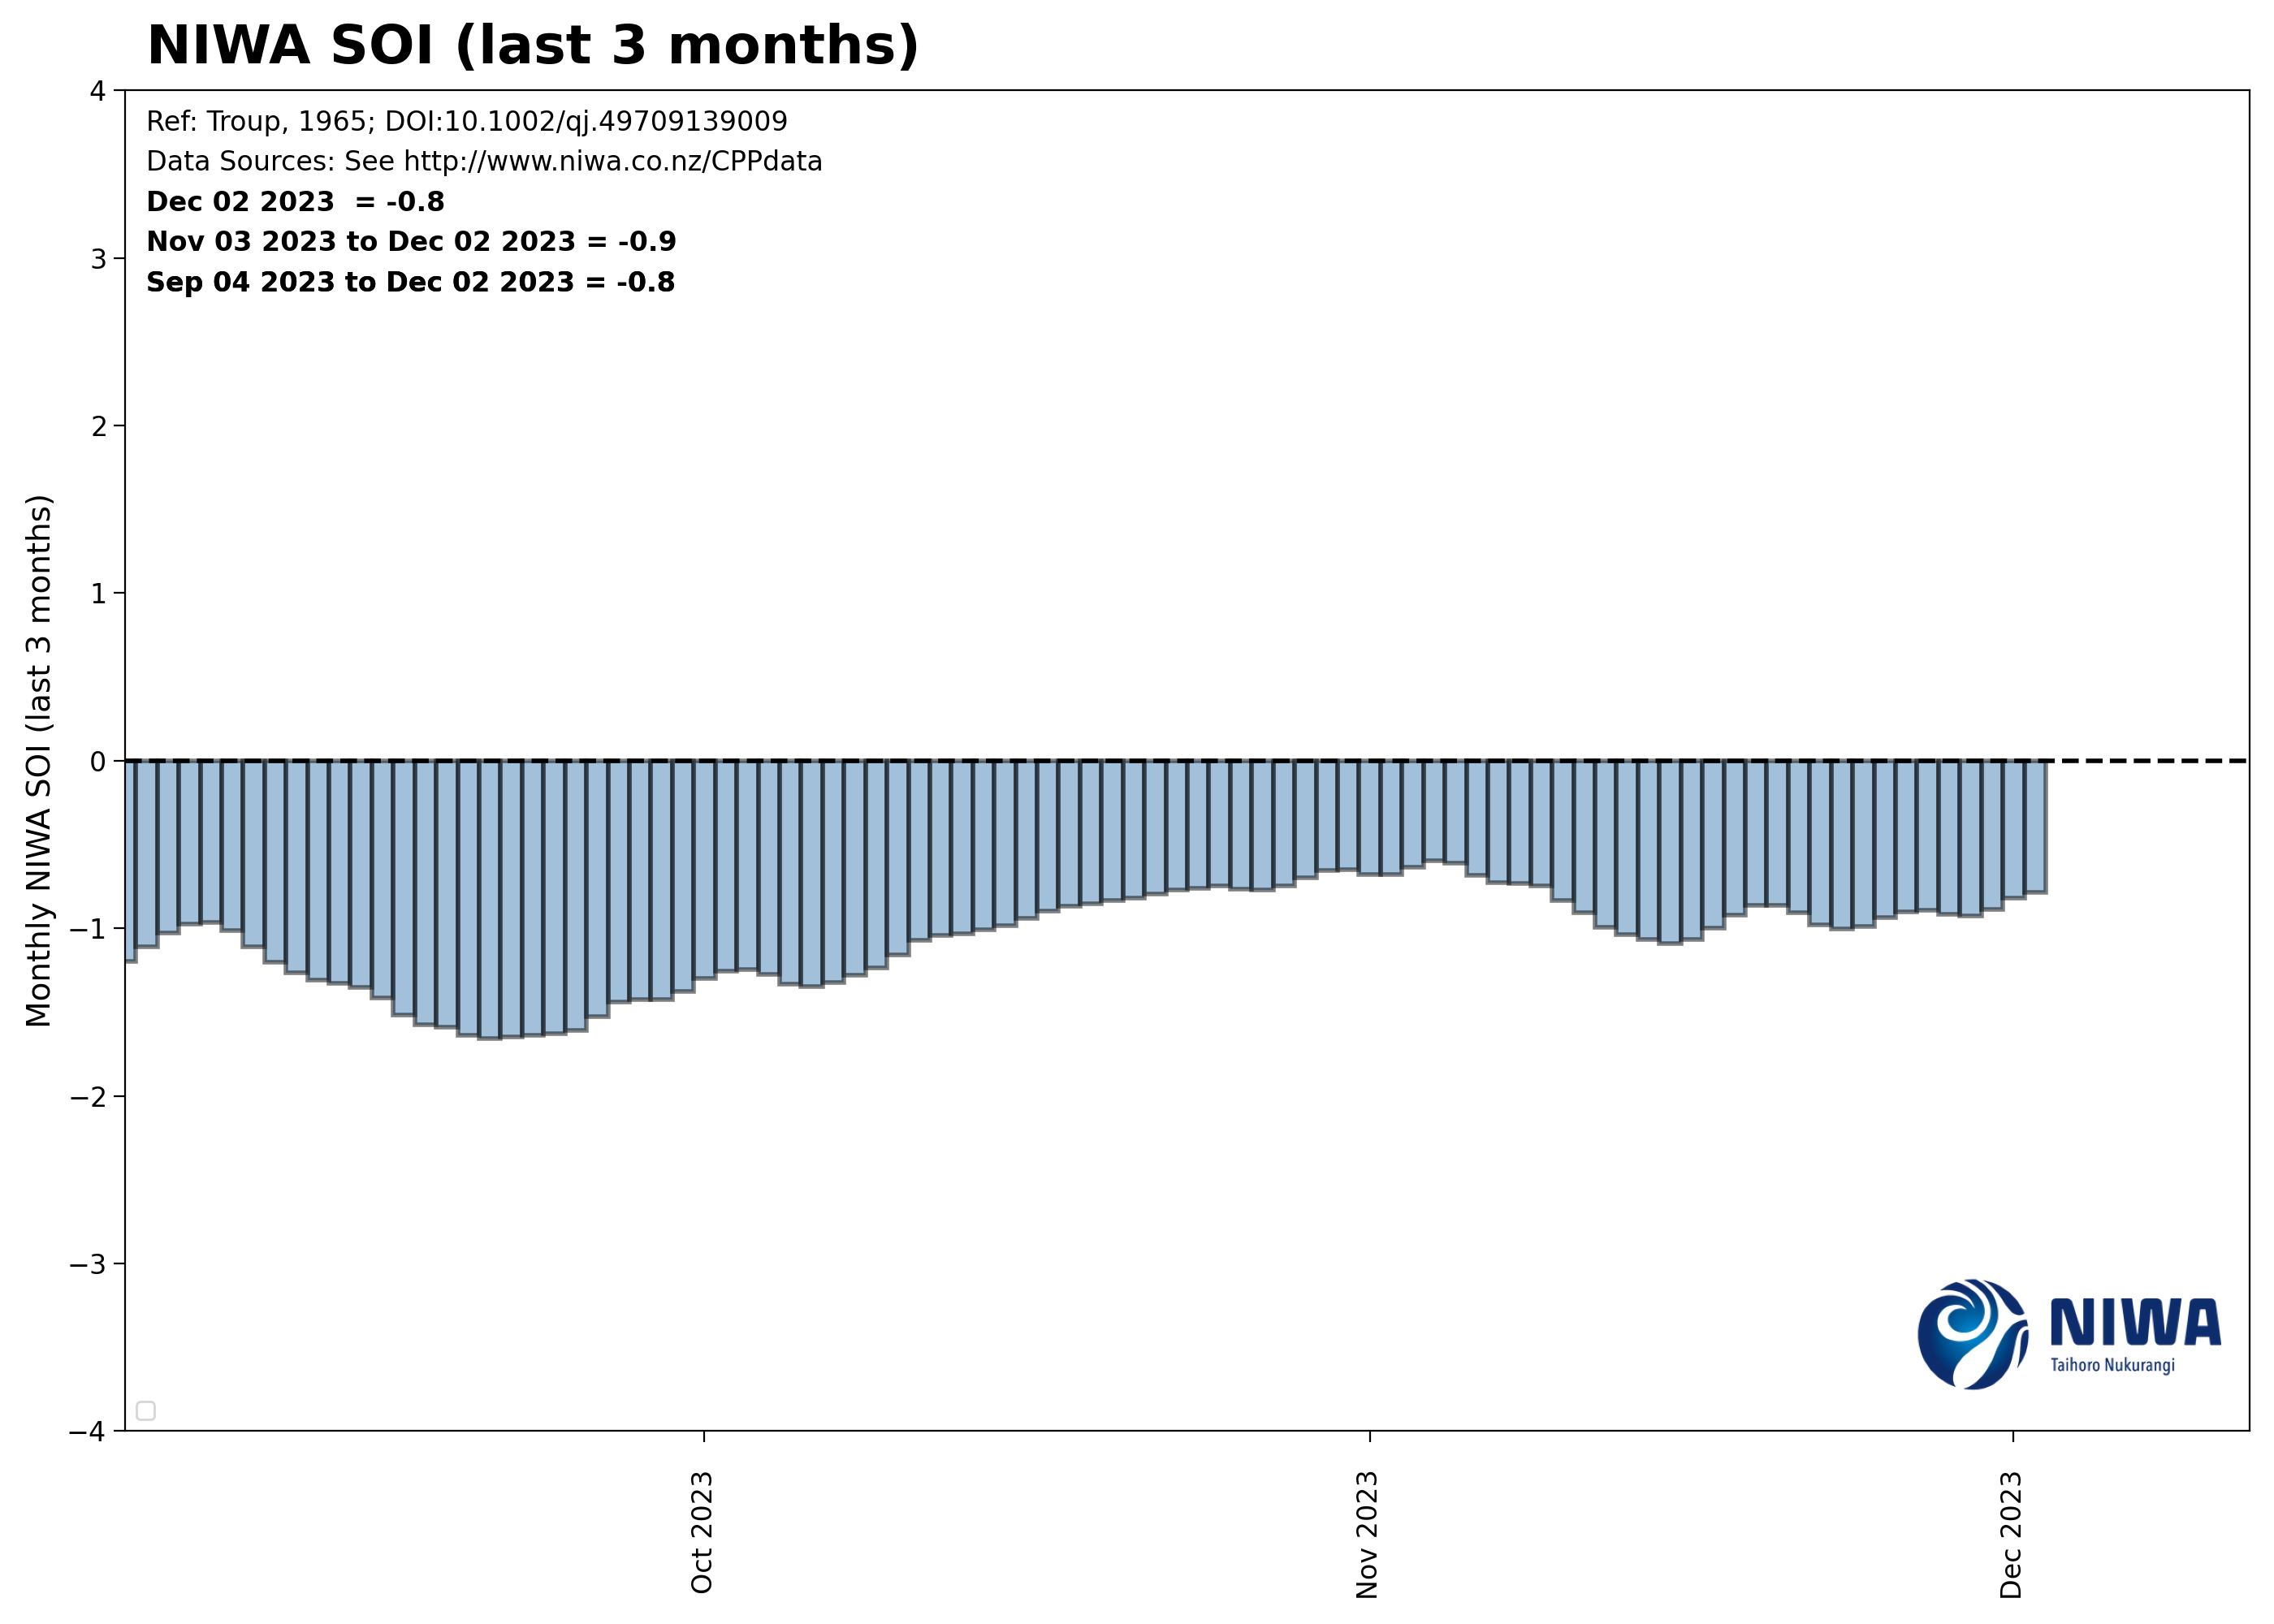 NIWA SOI (last 3 months)
Ref: Troup, 1965; DOI:10.1002/qj.49709139009
Data Sources: See http://www.niwa.co.nz/CPPdata
Dec 02 2023  = -0.8
Nov 03 2023 to Dec 02 2023 = -0.9
Sep 04 2023 to Dec 02 2023 = -0.8
Monthly NIWA SOI (last 3 months)
4
3
2
1
0
−1
−2
−3
−4
NIWA
Taihoro Nukurangi
Oct 2023
Nov 2023
Dec 2023